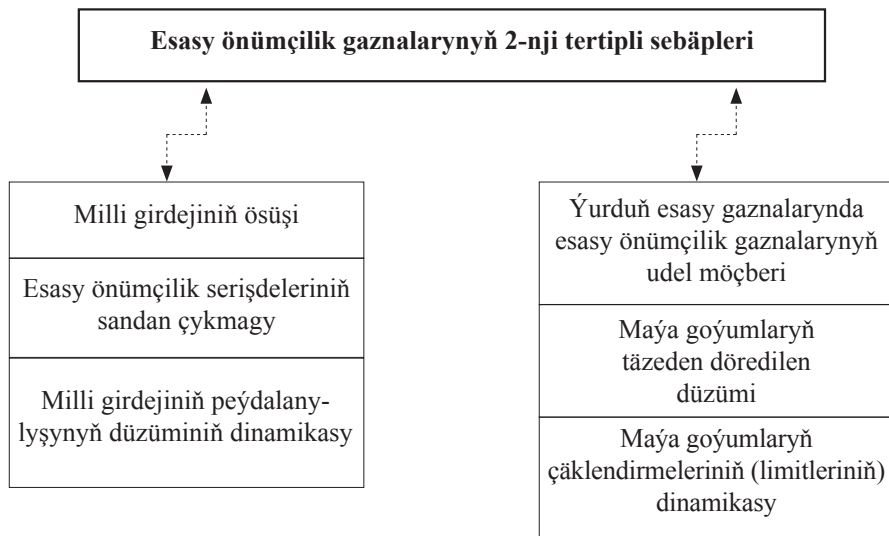 Esasy önümçilik gaznalarynyň 2-nji tertipli sebäpleri
Milli girdejiniň ösüşi
Esasy önümçilik serişdeleriniň
sandan çykmagy
Milli girdejiniň peýdalany-
lyşynyň düzüminiň dinamikasy
Ýurduň esasy gaznalarynda
esasy önümçilik gaznalarynyň
udel möçberi
Maýa goýumlaryň
täzeden döredilen
düzümi
Maýa goýumlaryň
çäklendirmeleriniň (limitleriniň)
dinamikasy